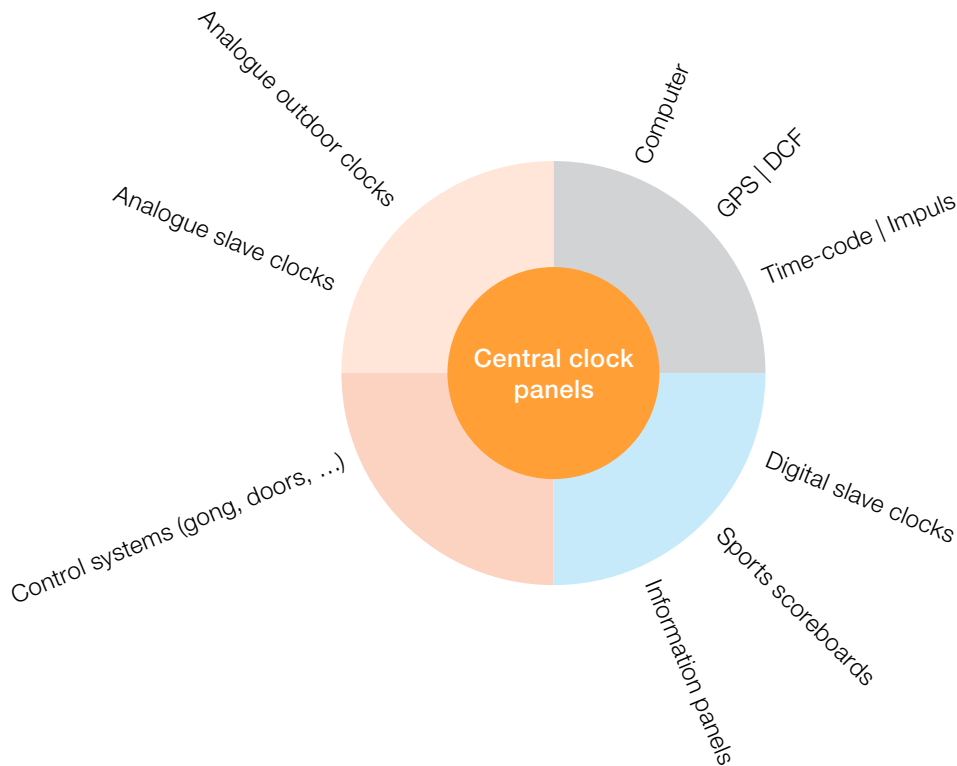 Analogue outdoor clocks
Analogue slave clocks
Computer
GPS | DCF
Time-code | Impuls
Central clock
panels
Control systems (gong, doors, …)
Digital slave clocks
Sports scoreboards
Information panels